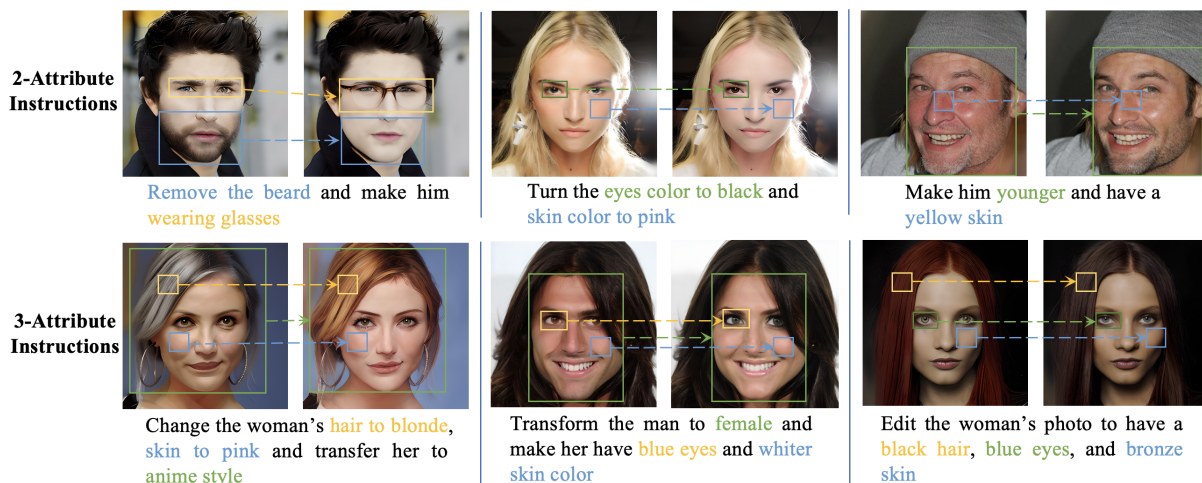 2-Attribute
Instructions
Remove the beard and make him
wearing glasses
Turn the eyes color to black and
skin color to pink
Make him younger and have a
yellow skin
3-Attribute
Instructions
Change the woman's hair to blonde,
skin to pink and transfer her to
anime style
Transform the man to female and
make her have blue eyes and whiter
skin color
Edit the woman's photo to have a
black hair, blue eyes, and bronze
skin